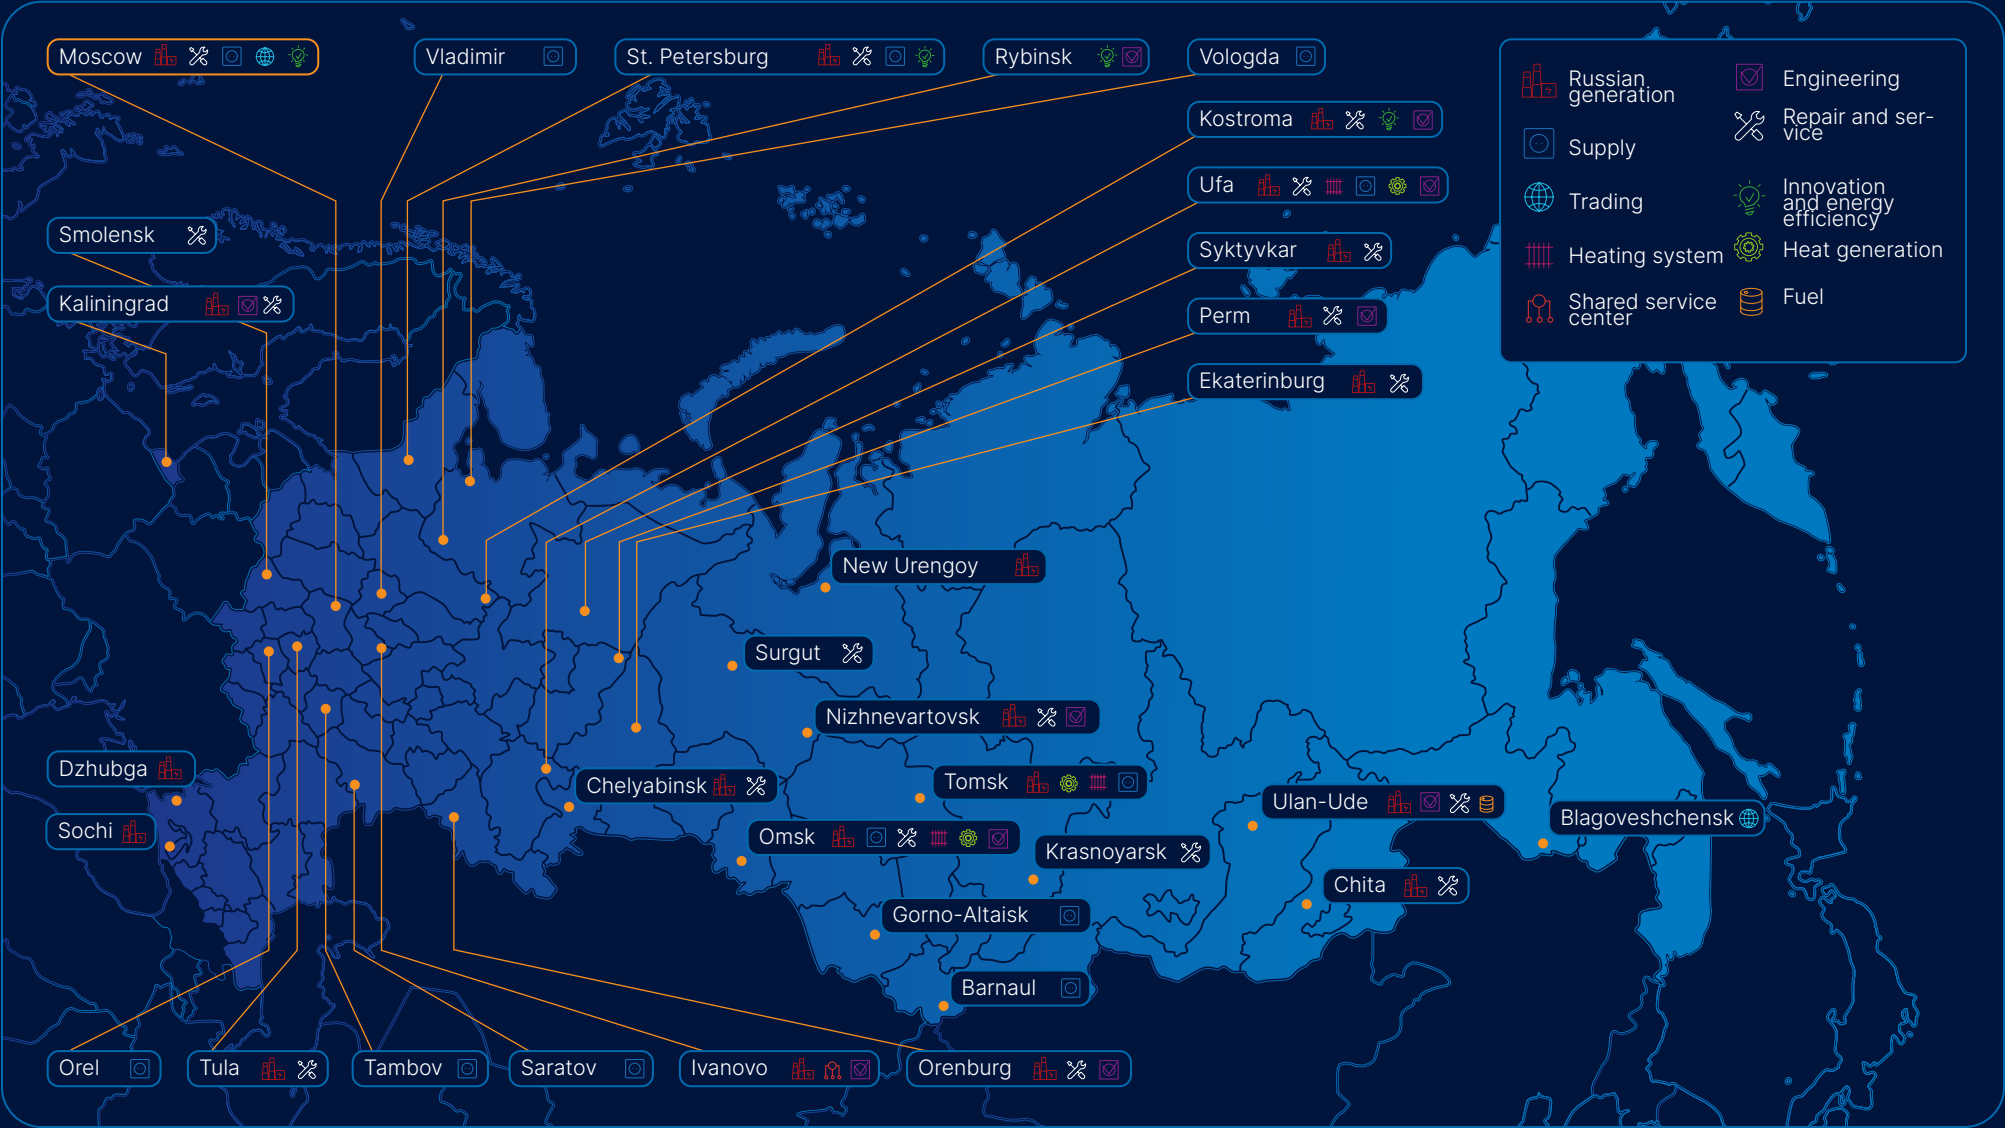 Moscow
Vladimir
St. Petersburg
Rybinsk
Vologda
Kostroma
Ufa
Syktyvkar
Perm
Ekaterinburg
Russian
generation
Supply
Trading
Heating system
Shared service
center
Engineering
Repair and ser-
vice
Innovation
and energy
efficiency
Heat generation
Fuel
Smolensk
Kaliningrad
New Urengoy
Surgut
Nizhnevartovsk
Dzhubga
Chelyabinsk
Tomsk
Ulan-Ude
Blagoveshchensk
Sochi
Omsk
Krasnoyarsk
Chita
Gorno-Altaisk
Barnaul
Orel
Tula
Tambov
Saratov
Ivanovo
Orenburg